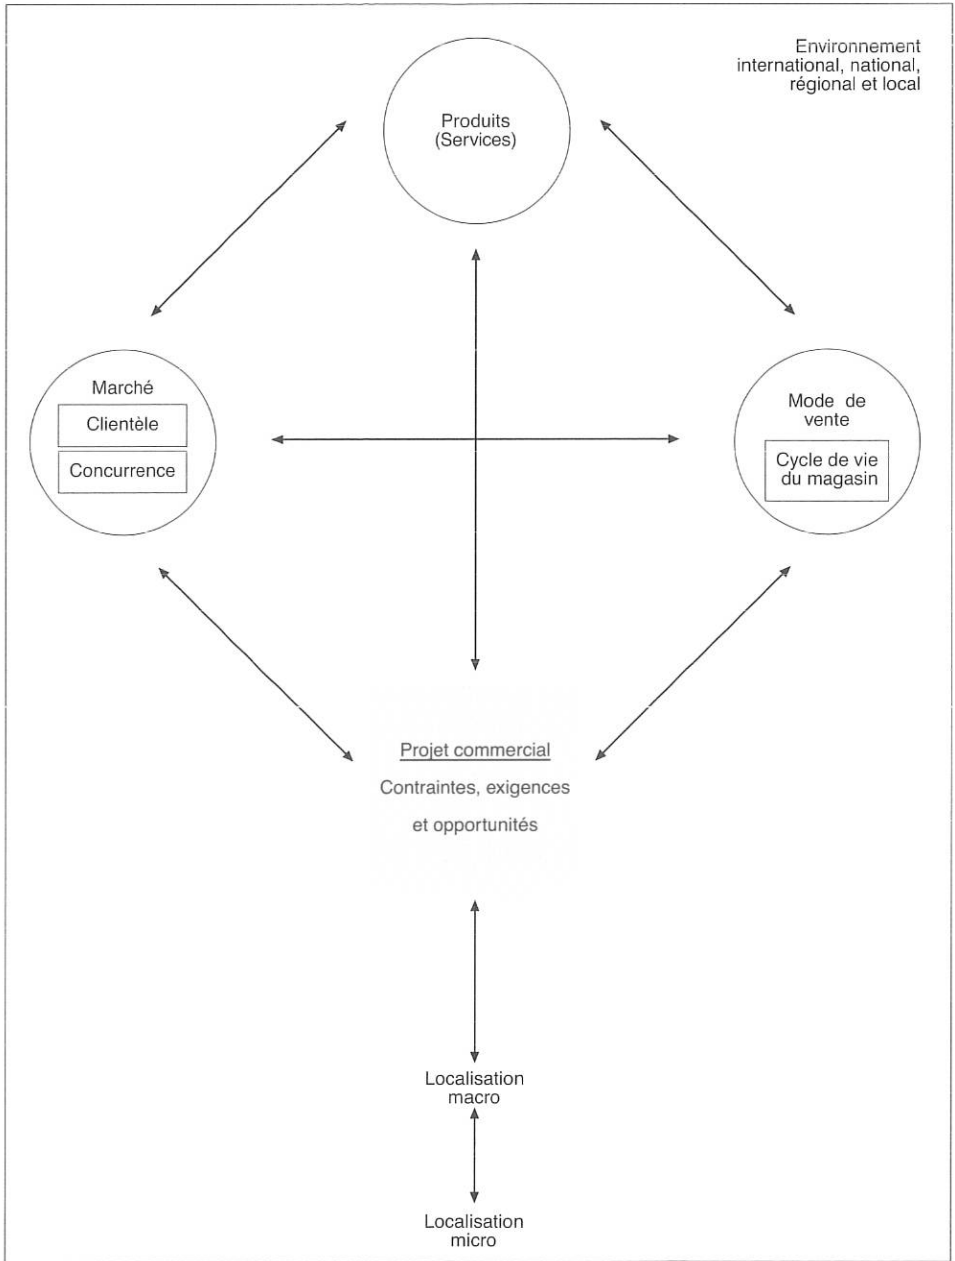 Environnement
international, national,
régional et local
Produits
(Services)
Marché
Clientèle
Concurrence
Mode de
vente
Cycle de vie
du magasin
Projet commercial
Contraintes, exigences
et opportunités
Localisation
macro
Localisation
micro